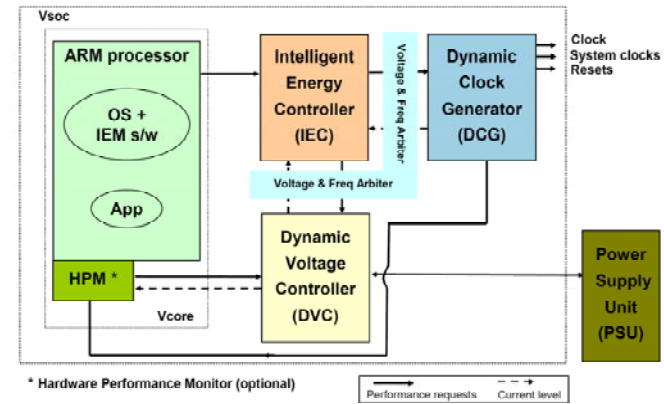 Vsoc
ARM processor
OS +
IEM s/w
App
HPM *
Vcore
Intelligent
Energy
Controller
(IEC)
Voltage & Freq Arbiter
Voltage & Freq Arbiter
Dynamic
Clock
Generator
(DCG)
Clock
System clocks
Resets
Dynamic
Voltage
Controller
(DVC)
Power
Supply
Unit
(PSU)
* Hardware Performance Monitor (optional)
Performance requests
Current level